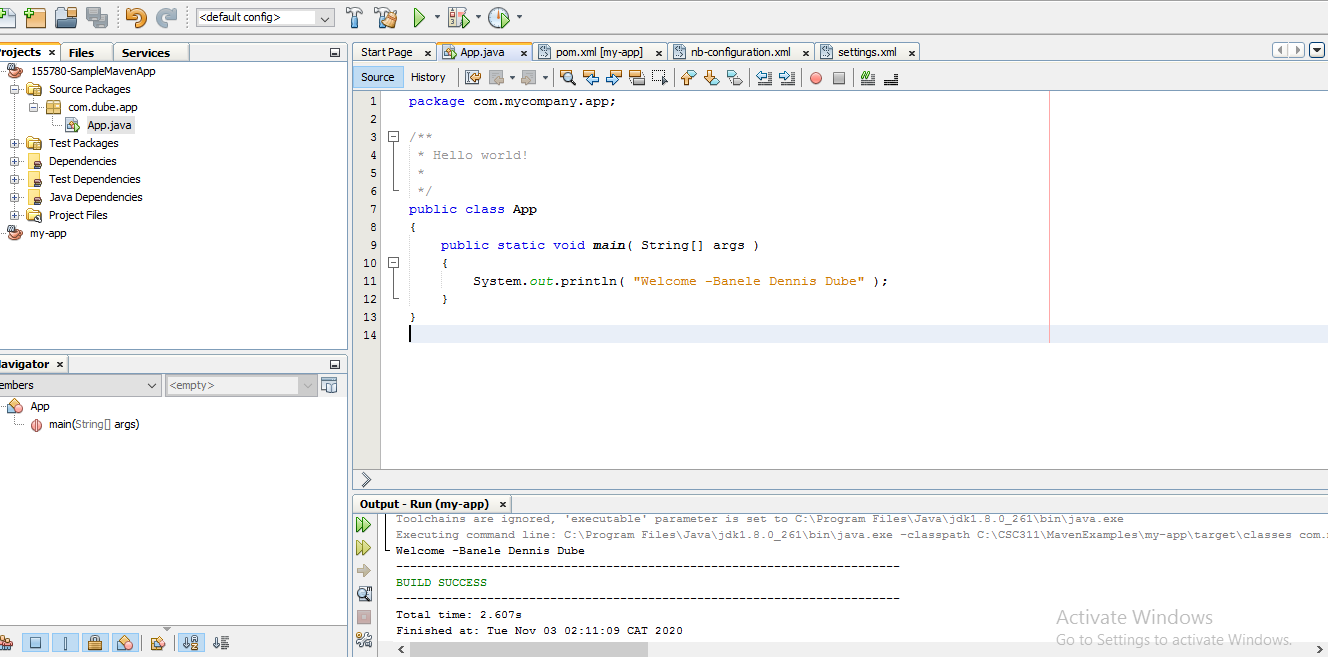 <default config>
Projects × Files Services
155780-SampleMavenApp
Source Packages
com.dube.app
App.java
Test Packages
Dependencies
Test Dependencies
Java Dependencies
Project Files
my-app
Navigator ×
Members <empty>
App
main(String[] args)
Start Page × App.java × pom.xml [my-app] × nb-configuration.xml × settings.xml ×
Source History
1 package com.mycompany.app;
2
3 /**
4 * Hello world!
5 *
6 */
7 public class App
8 {
9 public static void main( String[] args )
10 {
11 System.out.println( "Welcome -Banele Dennis Dube" );
12 }
13 }
14
Output - Run (my-app) ×
Toolchains are ignored, 'executable' parameter is set to C:\Program Files\Java\jdk1.8.0_261\bin\java.exe
Executing command line: C:\Program Files\Java\jdk1.8.0_261\bin\java.exe -classpath C:\CSC311\MavenExamples\my-app\target\classes com.
Welcome -Banele Dennis Dube
------------------------------------------------------------------------
BUILD SUCCESS
------------------------------------------------------------------------
Total time: 2.607s
Finished at: Tue Nov 03 02:11:09 CAT 2020
Activate Windows
Go to Settings to activate Windows.